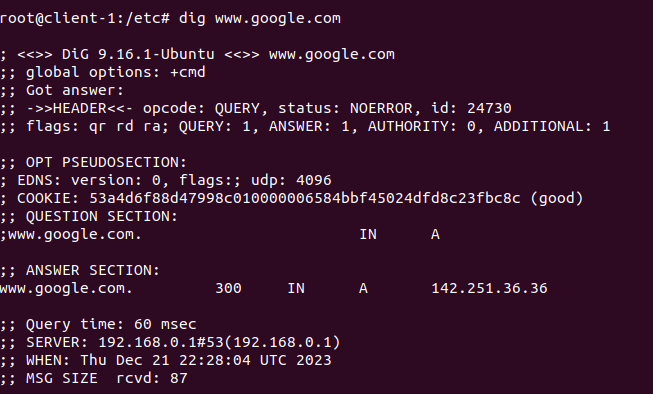 root@client-1:/etc# dig www.google.com
; <<>> DiG 9.16.1-Ubuntu <<>> www.google.com
;; global options: +cmd
;; Got answer:
;; ->>HEADER<<- opcode: QUERY, status: NOERROR, id: 24730
;; flags: qr rd ra; QUERY: 1, ANSWER: 1, AUTHORITY: 0, ADDITIONAL: 1
;; OPT PSEUDOSECTION:
; EDNS: version: 0, flags:; udp: 4096
; COOKIE: 53a4d6f88d47998c010000006584bbf45024dfd8c23fbc8c (good)
;; QUESTION SECTION:
;www.google.com. IN A
;; ANSWER SECTION:
www.google.com. 300 IN A 142.251.36.36
;; Query time: 60 msec
;; SERVER: 192.168.0.1#53(192.168.0.1)
;; WHEN: Thu Dec 21 22:28:04 UTC 2023
;; MSG SIZE rcvd: 87